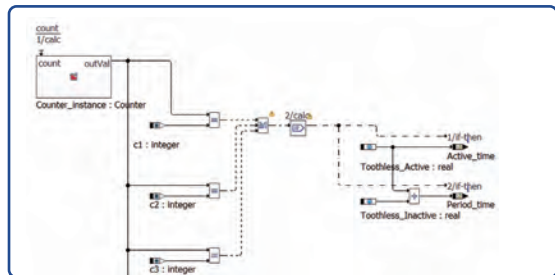 count
1/calc
count outVal
Counter_instance : Counter
c1 : integer
2/calc
1/if-then
Active_time
Toothless_Active : real
c2 : integer
2/if-then
Period_time
Toothless_Inactive : real
c3 : integer